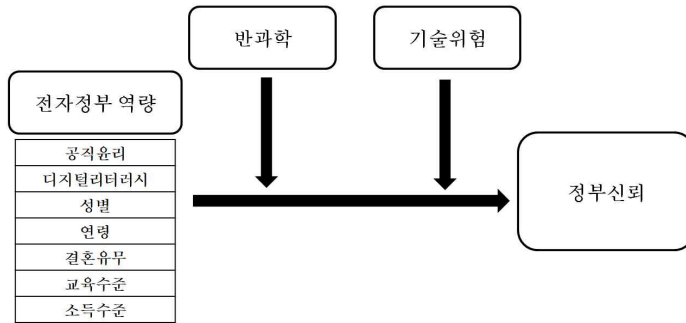 반과학
기술위험
전자정부 역량
공직윤리
디지털리터러시
성별
연령
결혼유무
교육수준
소득수준
정부신뢰